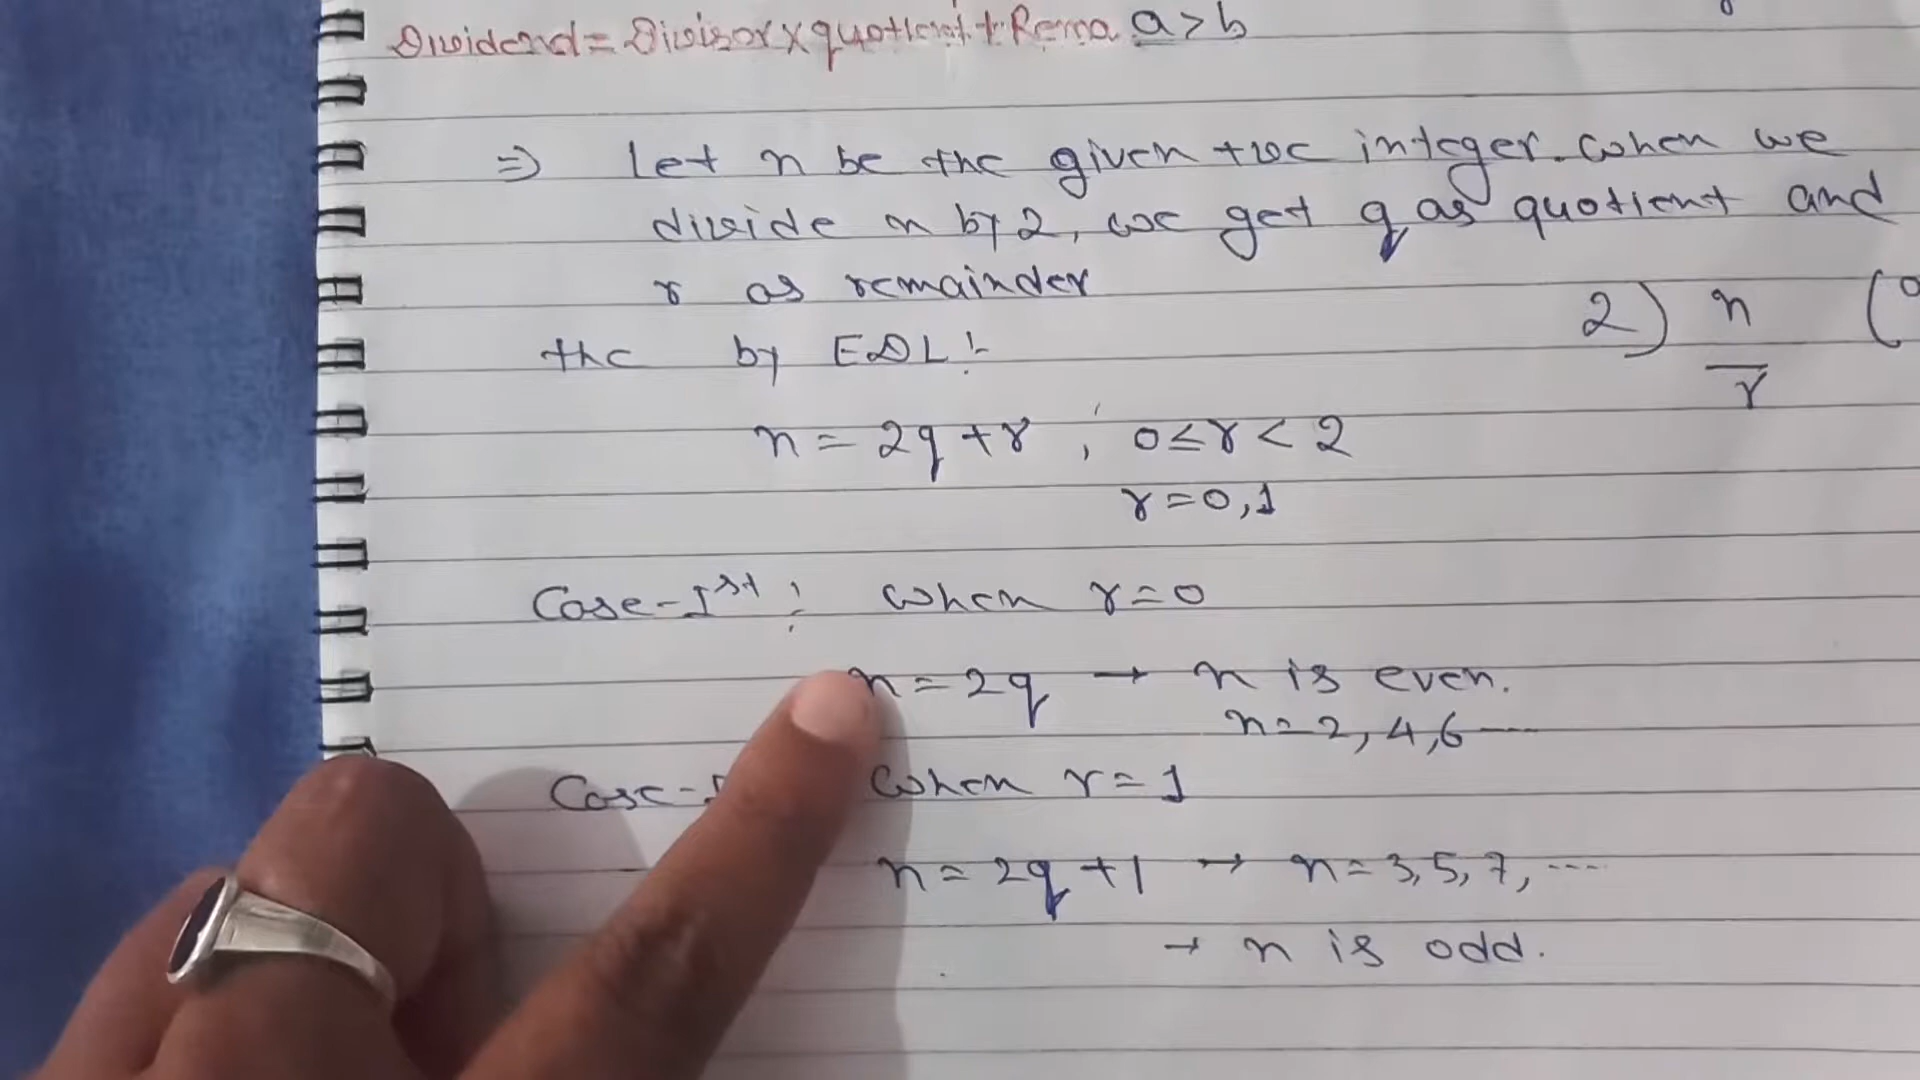 Dividend = Divisor x quotient + Rema a > b
⇒ Let n be the given +ve integer. When we
divide n by 2, we get q as quotient and
r as remainder
the by EDL :-
2) n (
r
n = 2q + r , 0 ≤ r < 2
r = 0, 1
Case-Ist : When r = 0
n = 2q → n is even.
n = 2, 4, 6 ----
Case- When r = 1
n = 2q + 1 → n = 3, 5, 7, ----
→ n is odd.